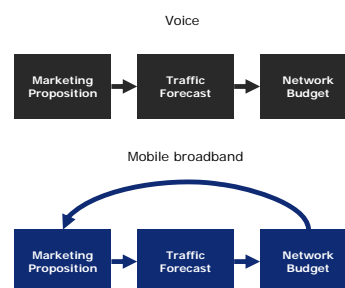 Voice
Marketing
Proposition
Traffic
Forecast
Network
Budget
Mobile broadband
Marketing
Proposition
Traffic
Forecast
Network
Budget